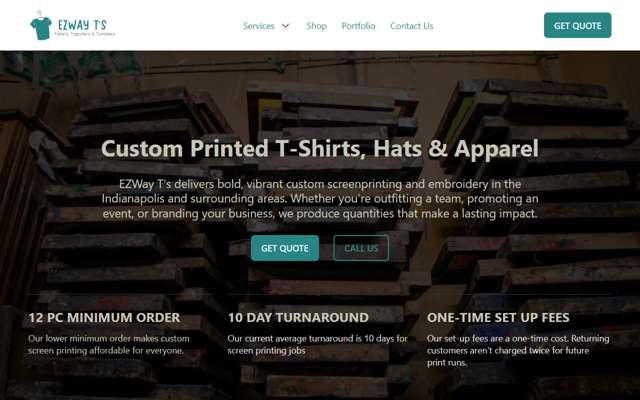 EZWAY T'S
T-Shirts, Transfers & Tumblers
Services
Shop
Portfolio
Contact Us
GET QUOTE
Custom Printed T-Shirts, Hats & Apparel
EZWay T's delivers bold, vibrant custom screenprinting and embroidery in the
Indianapolis and surrounding areas. Whether you're outfitting a team, promoting an
event, or branding your business, we produce quantities that make a lasting impact.
GET QUOTE
CALL US
12 PC MINIMUM ORDER
Our lower minimum order makes custom
screen printing affordable for everyone.
10 DAY TURNAROUND
Our current average turnaround is 10 days for
screen printing jobs
ONE-TIME SET UP FEES
Our set-up fees are a one-time cost. Returning
customers aren't charged twice for future
print runs.